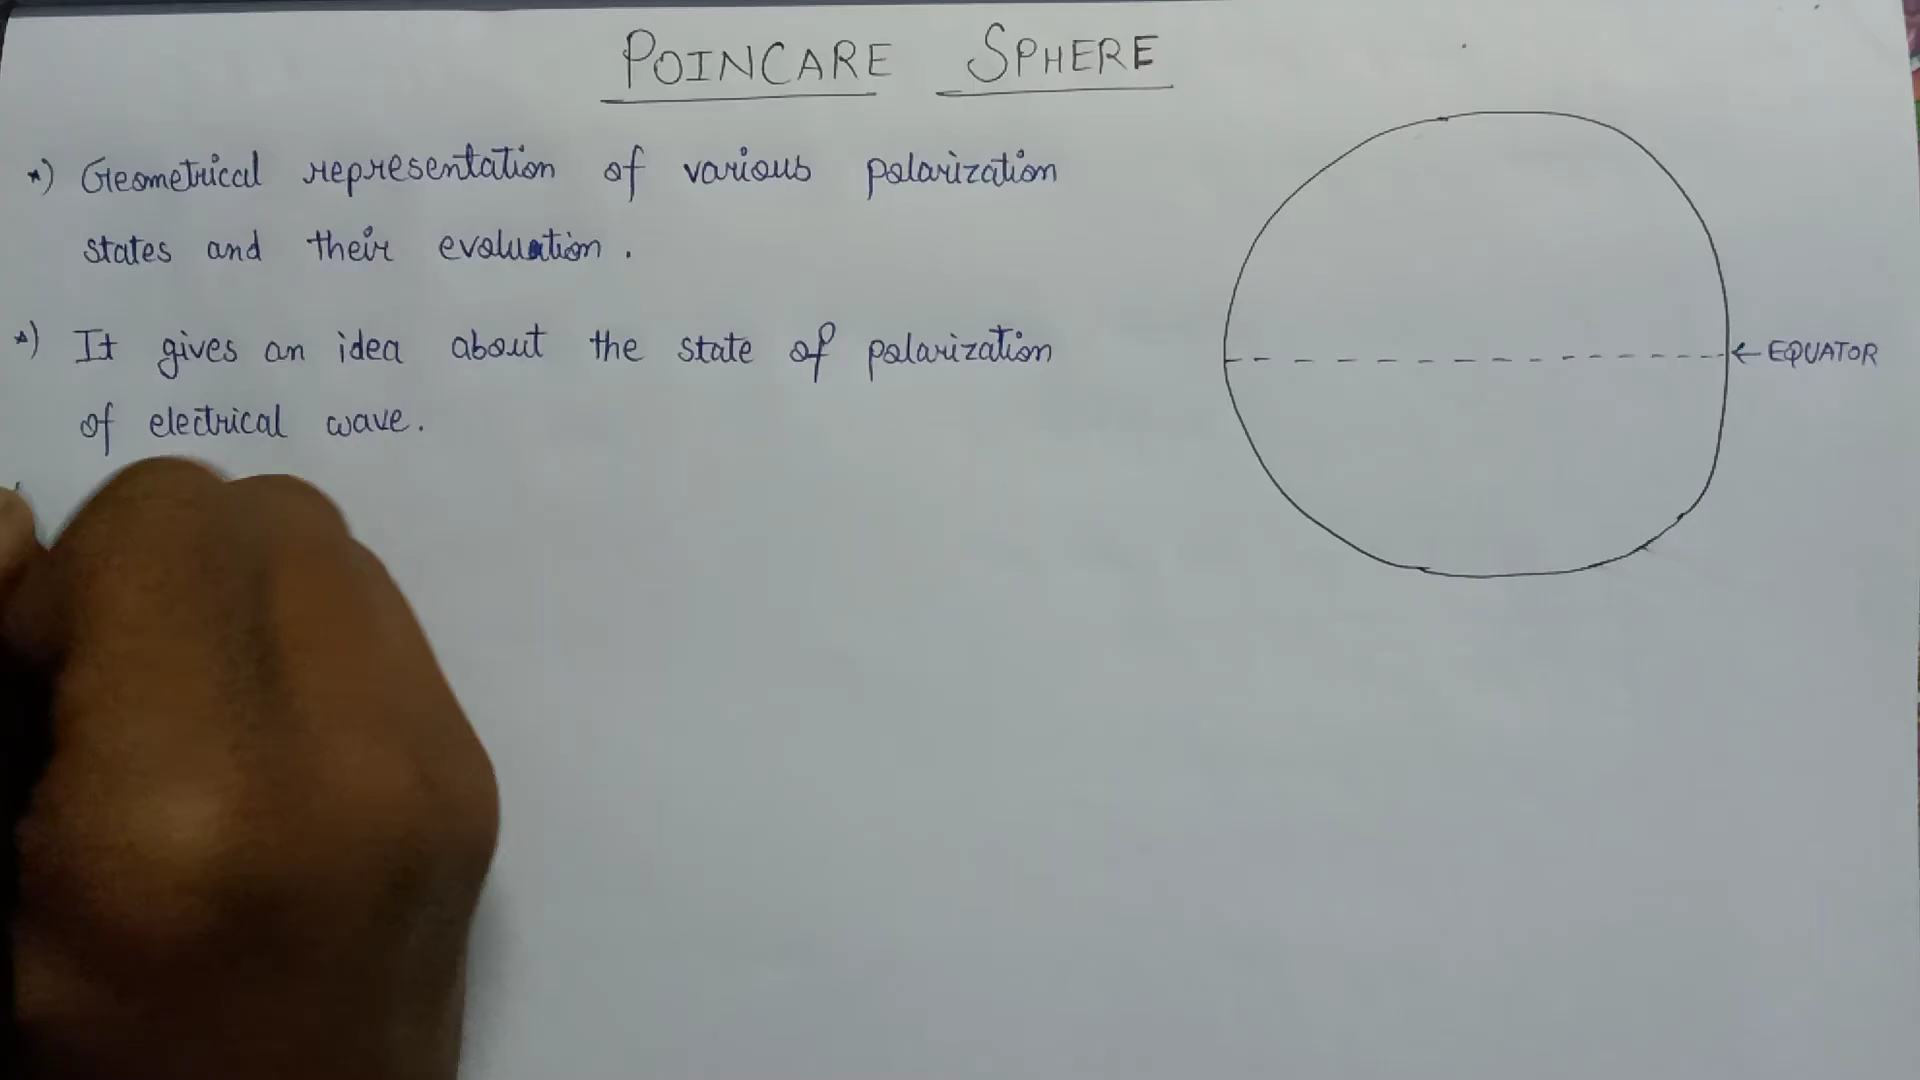 POINCARE SPHERE
*) Geometrical representation of various polarization
states and their evaluation.
*) It gives an idea about the state of polarization
of electrical wave.
← EQUATOR